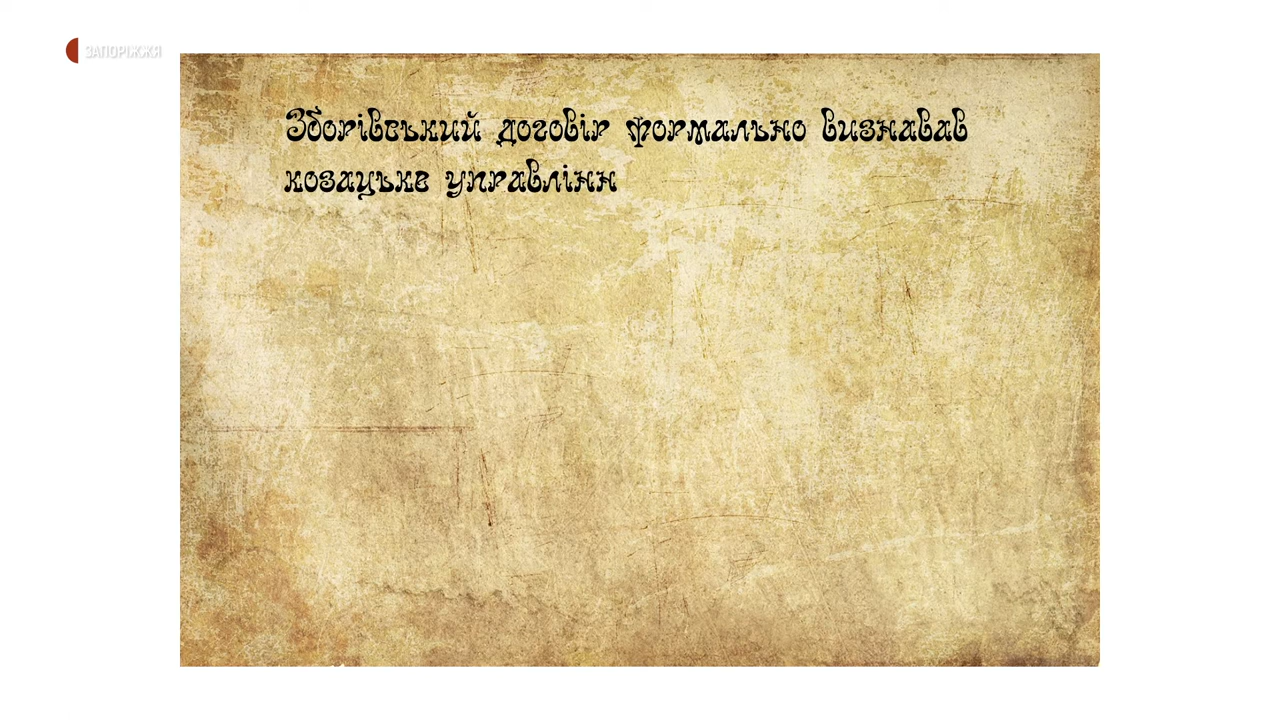 ЗАПОРІЖЖЯ
Зборівський договір формально визнавав
козацьке управлінн